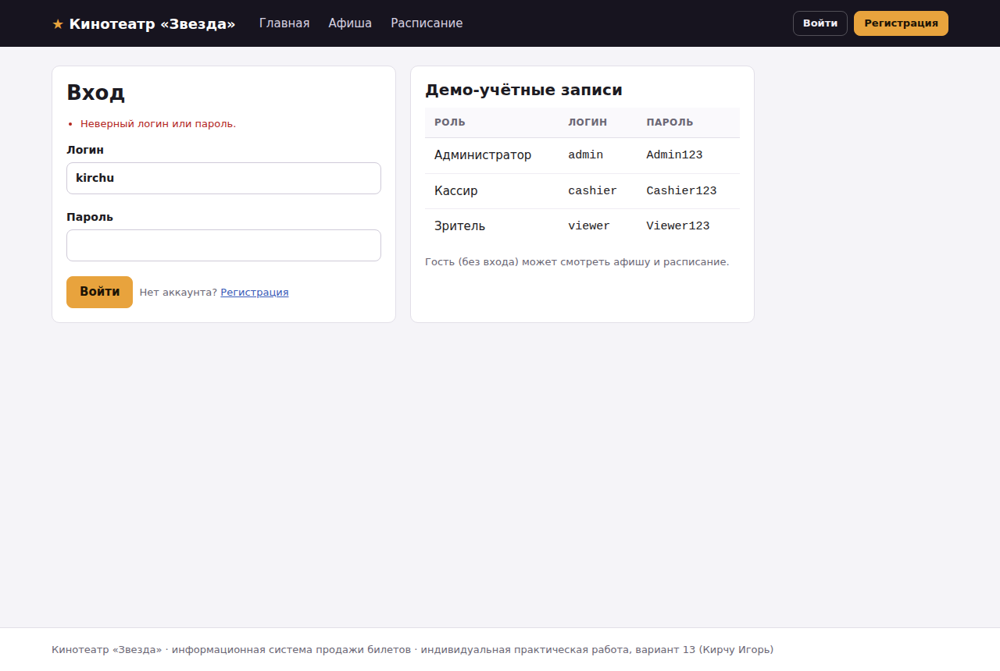 ★ Кинотеатр «Звезда» Главная Афиша Расписание Войти Регистрация
Вход
• Неверный логин или пароль.
Логин
kirchu
Пароль
Войти Нет аккаунта? Регистрация
Демо-учётные записи
РОЛЬ ЛОГИН ПАРОЛЬ
Администратор admin Admin123
Кассир cashier Cashier123
Зритель viewer Viewer123
Гость (без входа) может смотреть афишу и расписание.
Кинотеатр «Звезда» · информационная система продажи билетов · индивидуальная практическая работа, вариант 13 (Кирчу Игорь)